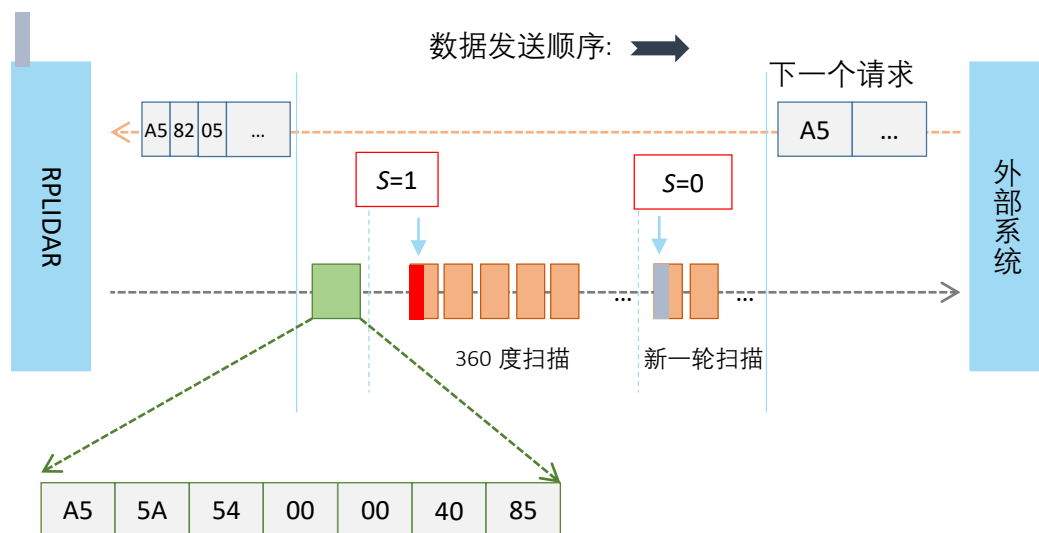 数据发送顺序:
下一个请求
A5 82 05 ...
A5 ...
RPLIDAR
外部系统
S=1
S=0
... ...
360 度扫描
新一轮扫描
A5 5A 54 00 00 40 85